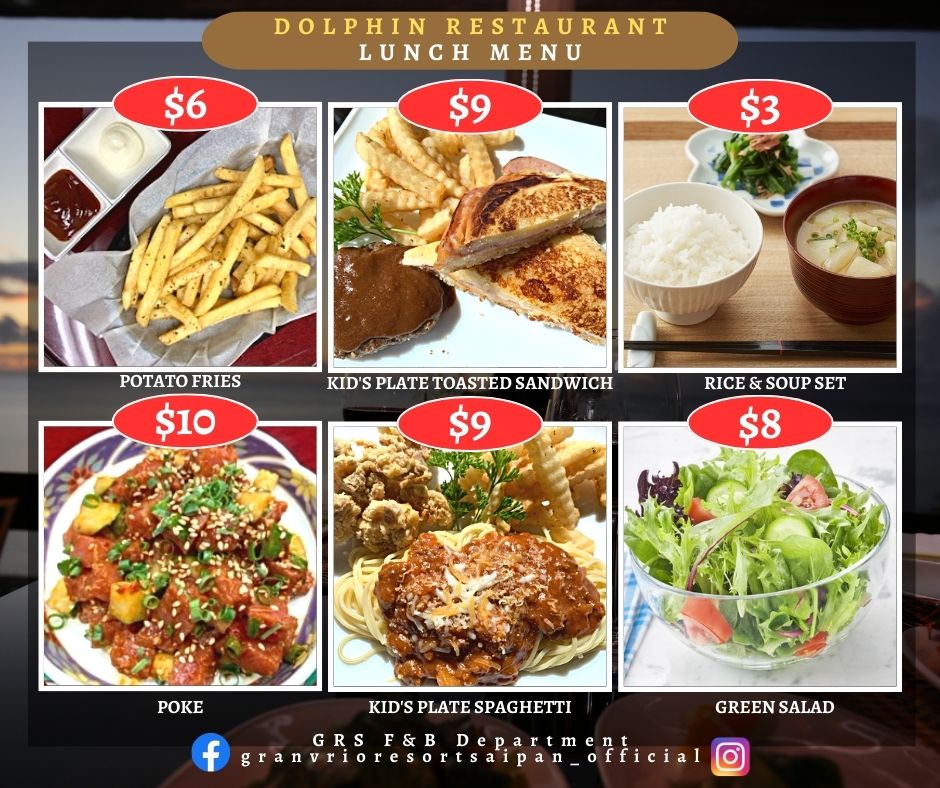 DOLPHIN RESTAURANT
LUNCH MENU
$6
$9
$3
POTATO FRIES
KID'S PLATE TOASTED SANDWICH
RICE & SOUP SET
$10
$9
$8
POKE
KID'S PLATE SPAGHETTI
GREEN SALAD
GRS F&B Department
granvrioresortsaipan_official